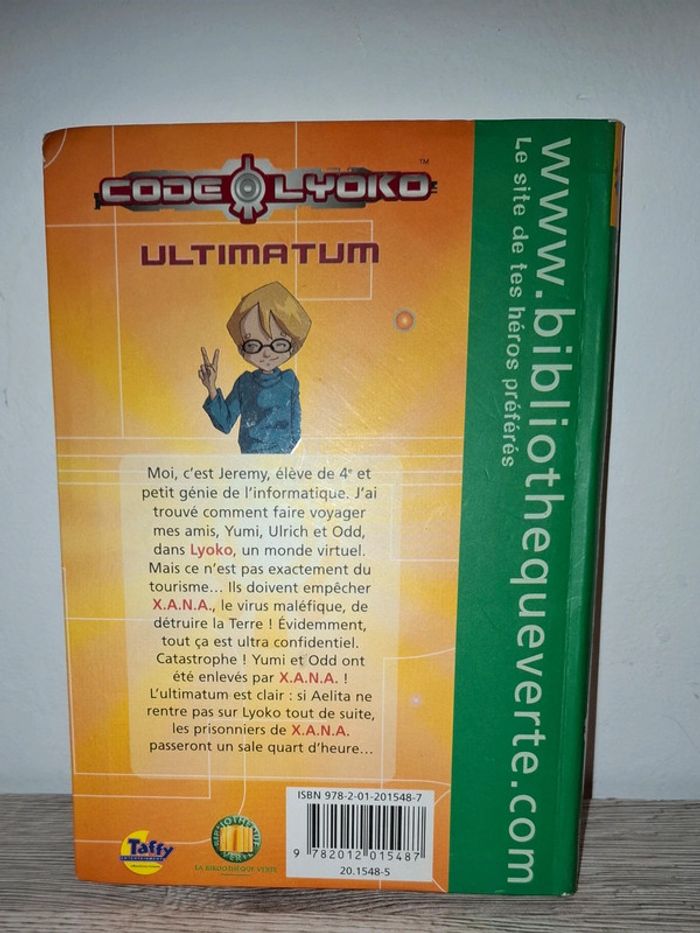 CODE LYOKO™
ULTIMATUM
Moi, c'est Jeremy, élève de 4e et
petit génie de l'informatique. J'ai
trouvé comment faire voyager
mes amis, Yumi, Ulrich et Odd,
dans Lyoko, un monde virtuel.
Mais ce n'est pas exactement du
tourisme... Ils doivent empêcher
X.A.N.A., le virus maléfique, de
détruire la Terre ! Évidemment,
tout ça est ultra confidentiel.
Catastrophe ! Yumi et Odd ont
été enlevés par X.A.N.A. !
L'ultimatum est clair : si Aelita ne
rentre pas sur Lyoko tout de suite,
les prisonniers de X.A.N.A.
passeront un sale quart d'heure...
ISBN 978-2-01-201548-7
9 782012 015487
20.1548-5
Taffy
ENTERTAINMENT
BIBLIOTHEQUE
VERTE
LA BIBLIOTHÈQUE VERTE
www.bibliothequeverte.com
Le site de tes héros préférés